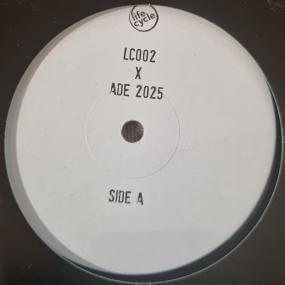 life
cycle
LC002
X
ADE 2025
SIDE A